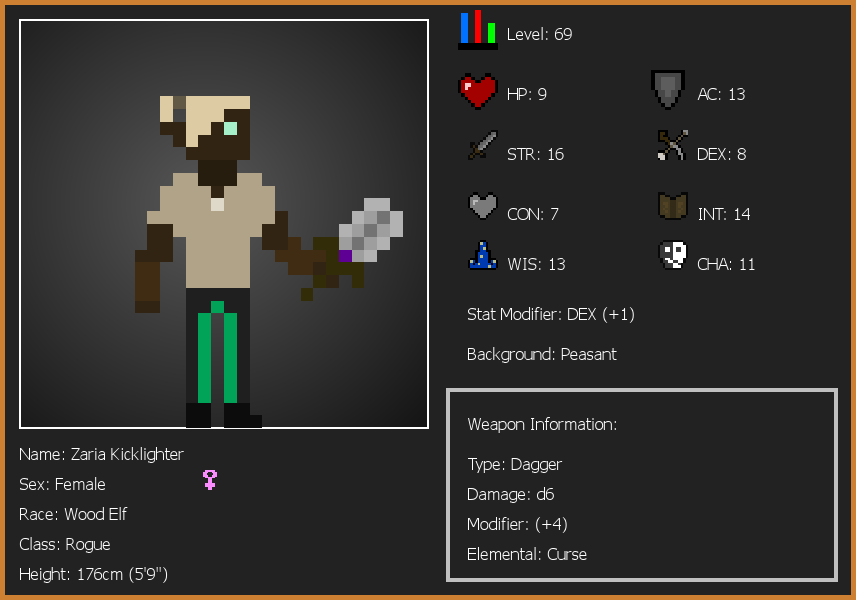 Level: 69
HP: 9
AC: 13
STR: 16
DEX: 8
CON: 7
INT: 14
WIS: 13
CHA: 11
Stat Modifier: DEX (+1)
Background: Peasant
Weapon Information:
Type: Dagger
Damage: d6
Modifier: (+4)
Elemental: Curse
Name: Zaria Kicklighter
Sex: Female
Race: Wood Elf
Class: Rogue
Height: 176cm (5'9")